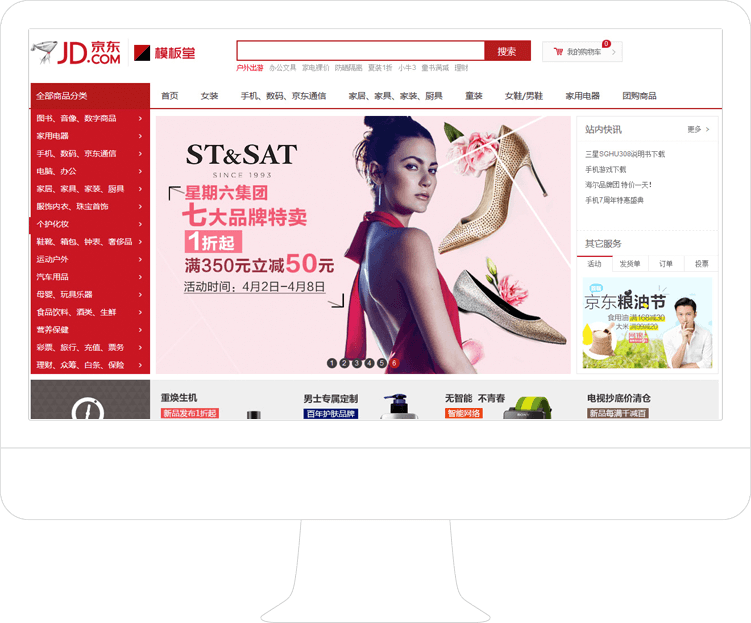 JD.COM 京东
模板堂
搜索
0
我的购物车
户外出游 办公文具 家电裸价 防晒隔离 夏装1折 小牛3 童书满减 理财
全部商品分类
首页 女装 手机、数码、京东通信 家居、家具、家装、厨具 童装 女鞋/男鞋 家用电器 团购商品
图书、音像、数字商品
家用电器
手机、数码、京东通信
电脑、办公
家居、家具、家装、厨具
服饰内衣、珠宝首饰
个护化妆
鞋靴、箱包、钟表、奢侈品
运动户外
汽车用品
母婴、玩具乐器
食品饮料、酒类、生鲜
营养保健
彩票、旅行、充值、票务
理财、众筹、白条、保险
ST&SAT
SINCE 1993
星期六集团
七大品牌特卖
1折起
满350元立减50元
活动时间：4月2日-4月8日
1 2 3 4 5 6
站内快讯 更多
三星SGHU308说明书下载
手机游戏下载
海尔品牌团 特价一天！
手机7周年特惠盛典
其它服务
活动 发货单 订单 投票
京东粮油节
食用油 满168减30
大米 满99减20
重焕生机
新品发布1折起
男士专属定制
百年护肤品牌
无智能 不青春
智能网络
电视抄底价清仓
新品每满千减百